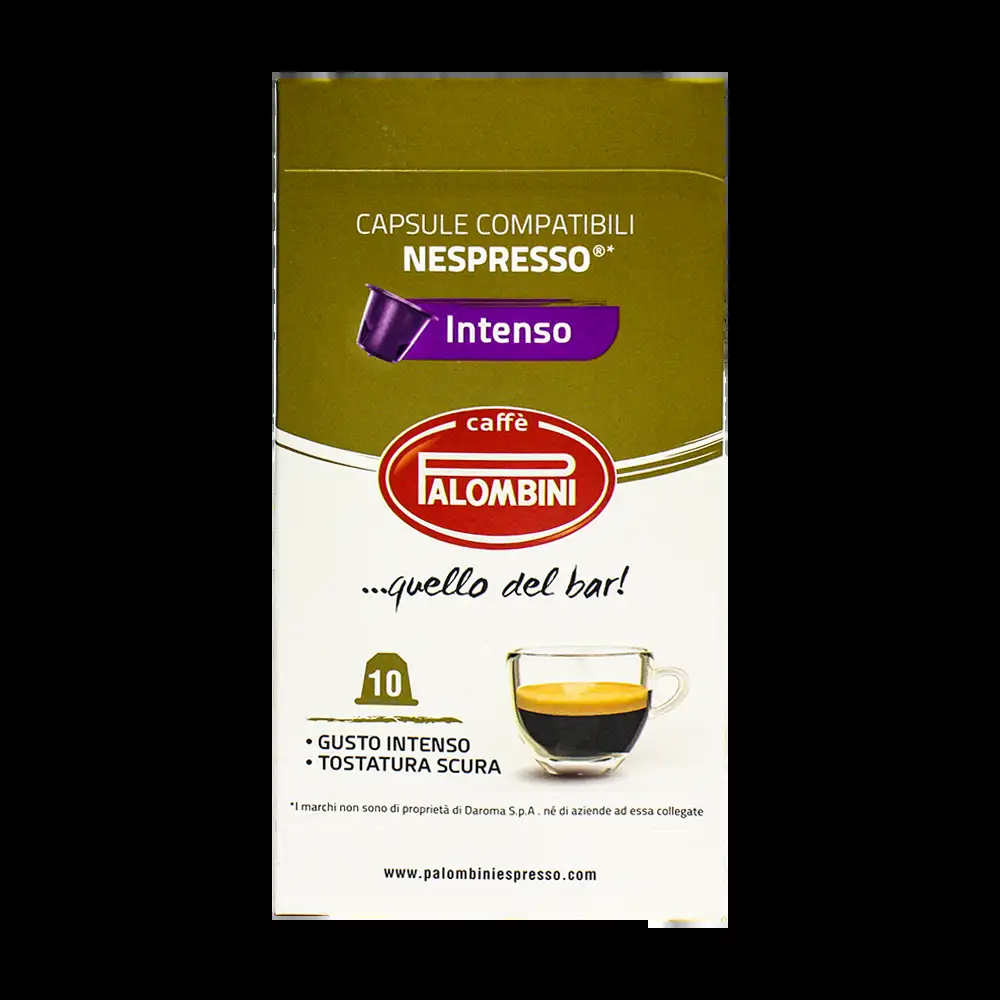 CAPSULE COMPATIBILI
NESPRESSO®*
Intenso
caffè
PALOMBINI
...quello del bar!
10
• GUSTO INTENSO
• TOSTATURA SCURA
*I marchi non sono di proprietà di Daroma S.p.A . né di aziende ad essa collegate
www.palombiniespresso.com